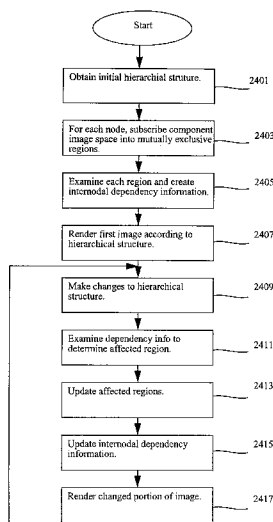 Start
Obtain initial hierarchial struture.
2401
For each node, subscribe component
image space into mutually exclusive
regions.
2403
Examine each region and create
internodal dependency information.
2405
Render first image according to
hierarchical structure.
2407
Make changes to hierarchical
structure.
2409
Examine dependency info to
determine affected region.
2411
Update affected regions.
2413
Update internodal dependency
information.
2415
Render changed portion of image.
2417